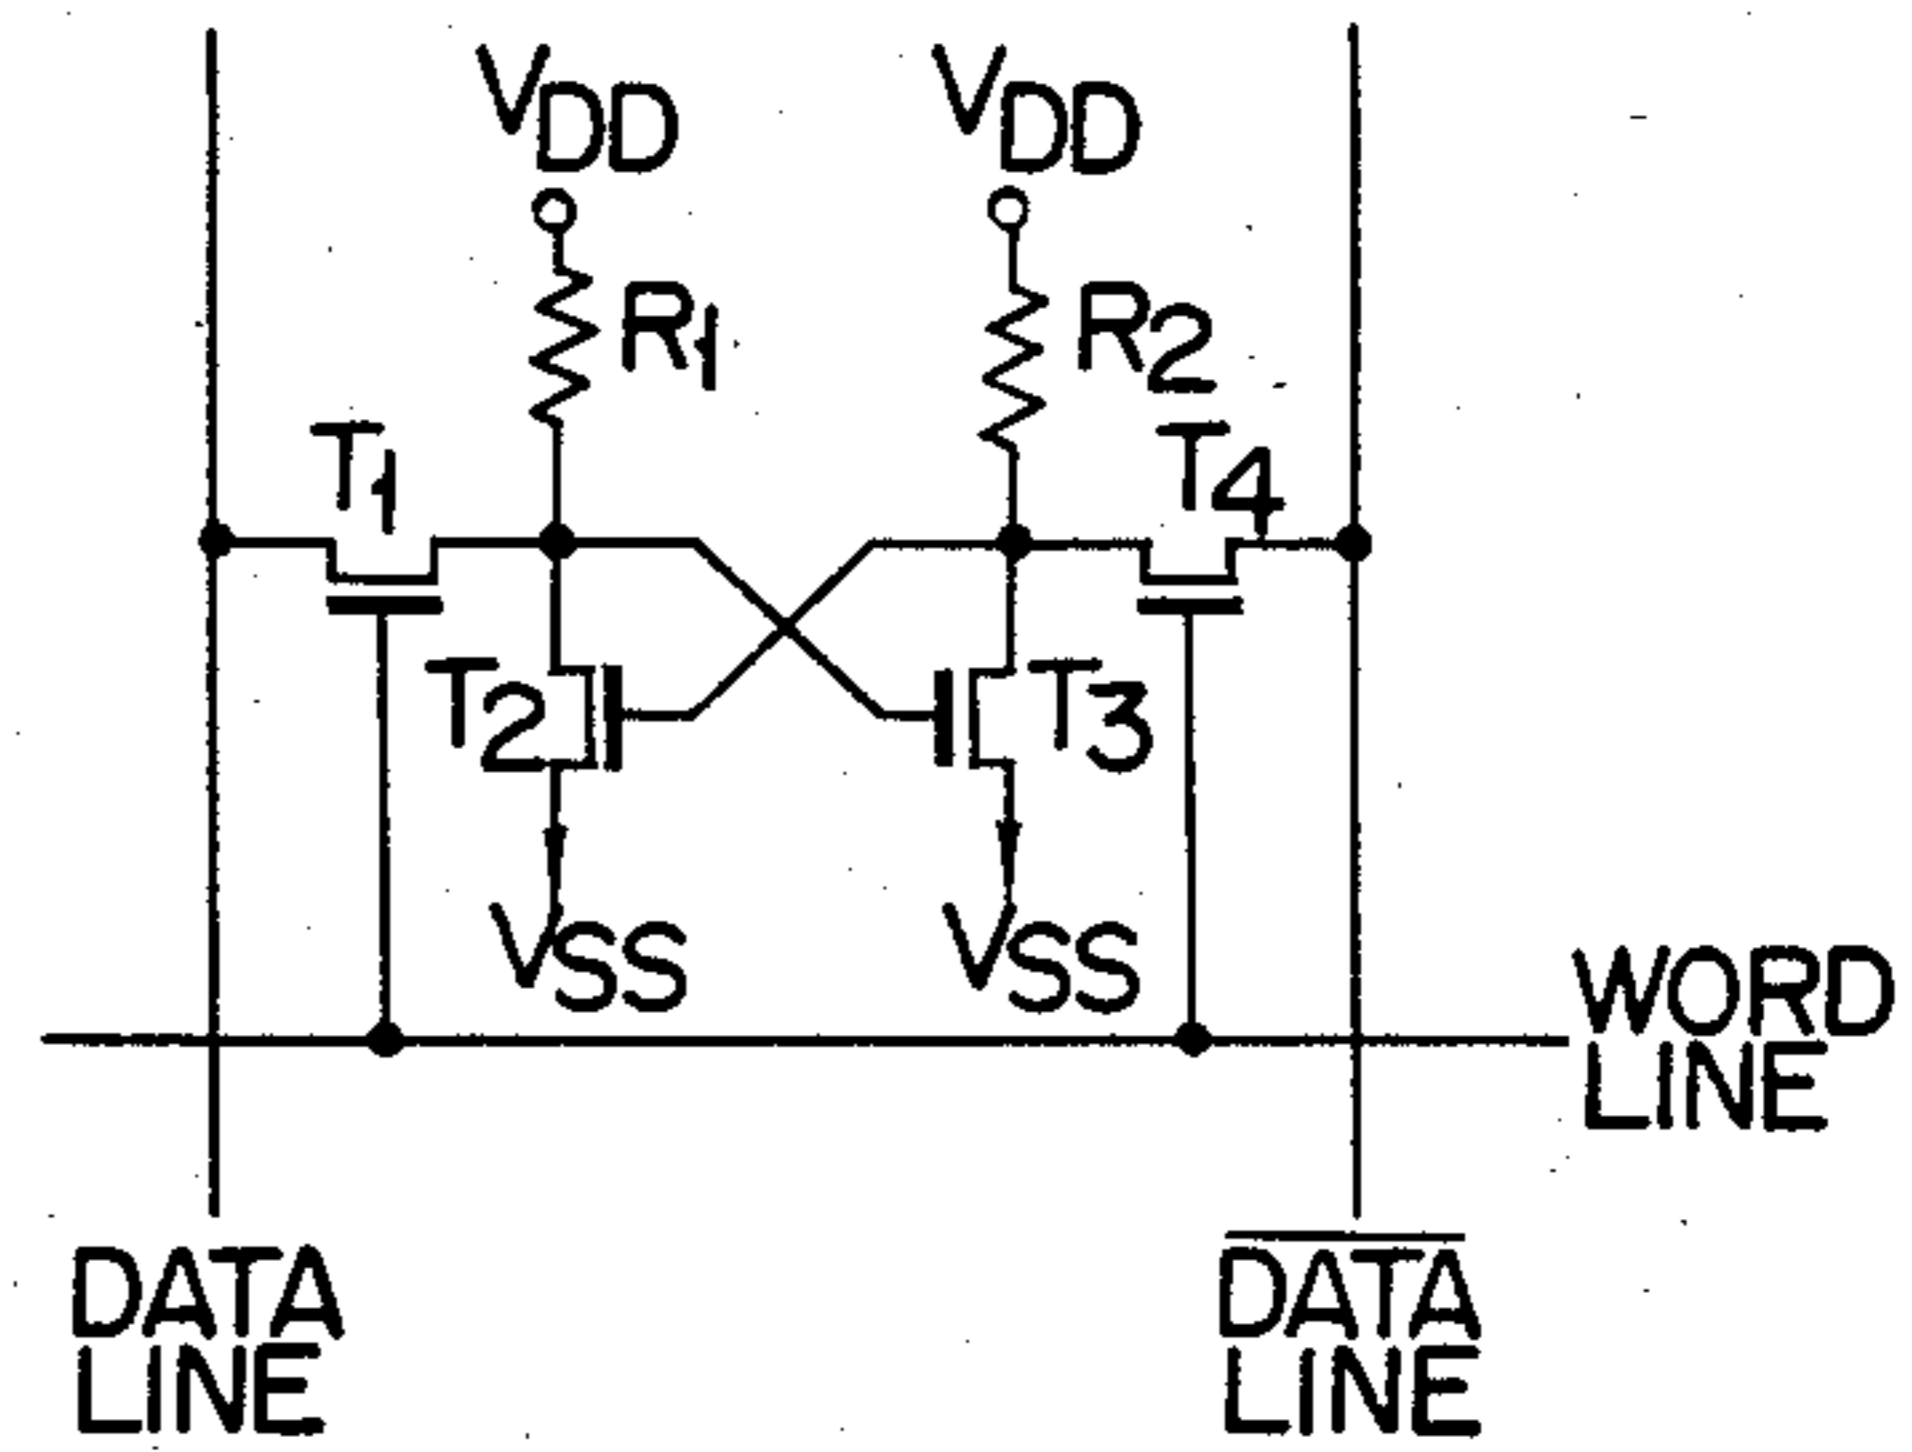 VDD VDD
R1 R2
T1 T4
T2 T3
VSS VSS
WORD
LINE
DATA
LINE
DATA
LINE